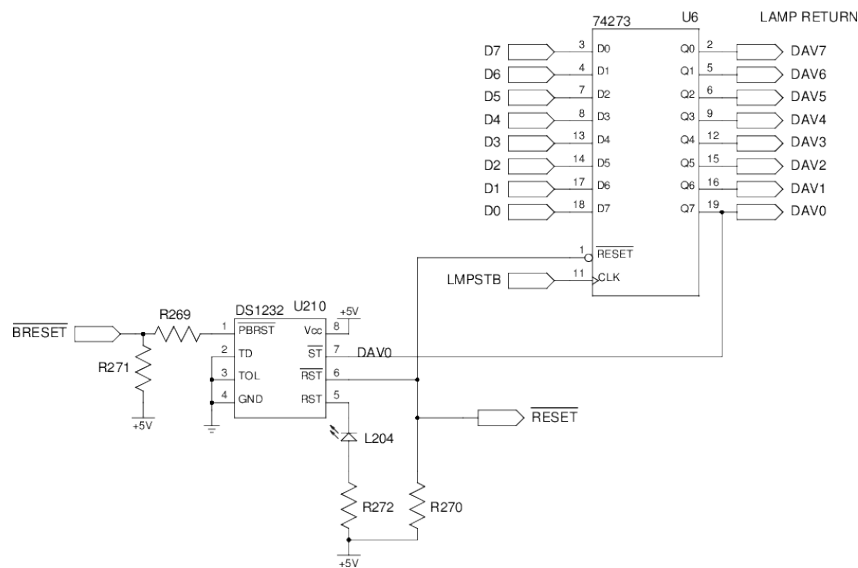 74273 U6 LAMP RETURN
D7 3 D0 Q0 2 DAV7
D6 4 D1 Q1 5 DAV6
D5 7 D2 Q2 6 DAV5
D4 8 D3 Q3 9 DAV4
D3 13 D4 Q4 12 DAV3
D2 14 D5 Q5 15 DAV2
D1 17 D6 Q6 16 DAV1
D0 18 D7 Q7 19 DAV0
1 RESET
LMPSTB 11 CLK
DS1232 U210
+5V
BRESET R269 1 PBRST Vcc 8
2 TD ST 7 DAV0
R271 3 TOL RST 6
4 GND RST 5
+5V
L204
RESET
R272 R270
+5V